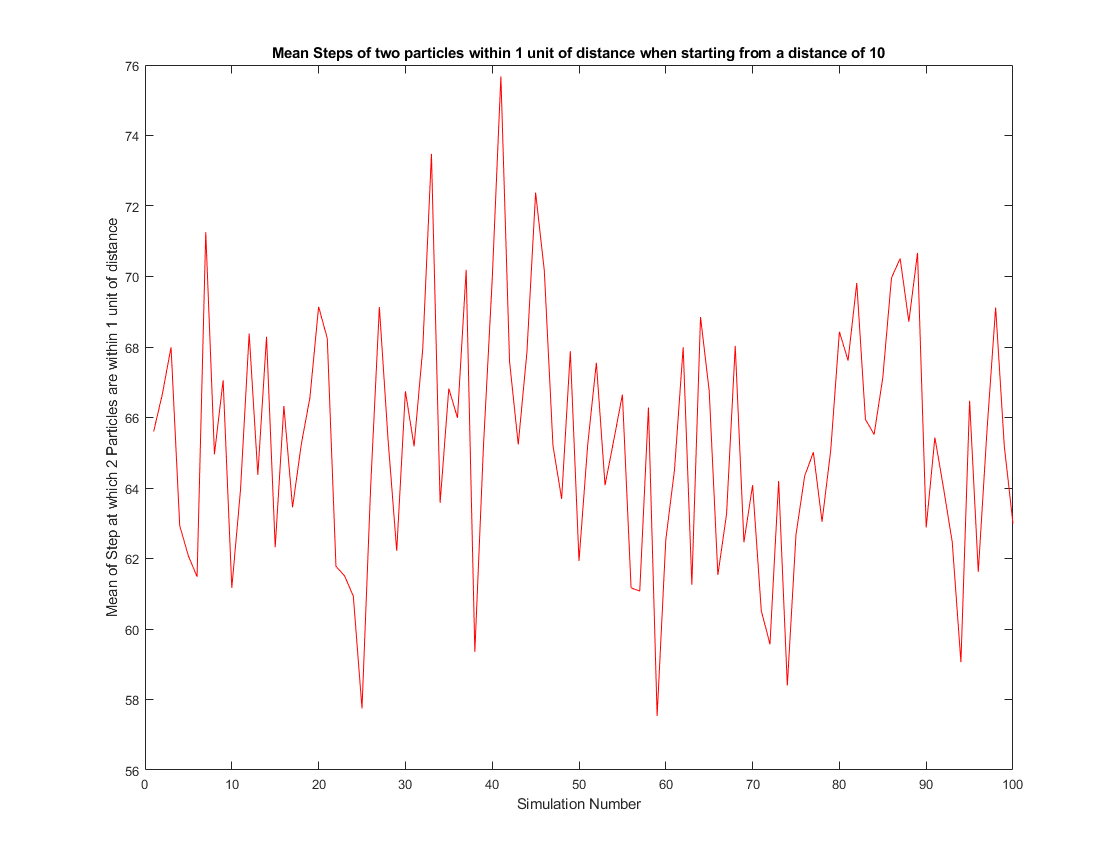 Mean Steps of two particles within 1 unit of distance when starting from a distance of 10
Mean of Step at which 2 Particles are within 1 unit of distance
76
74
72
70
68
66
64
62
60
58
56
0 10 20 30 40 50 60 70 80 90 100
Simulation Number